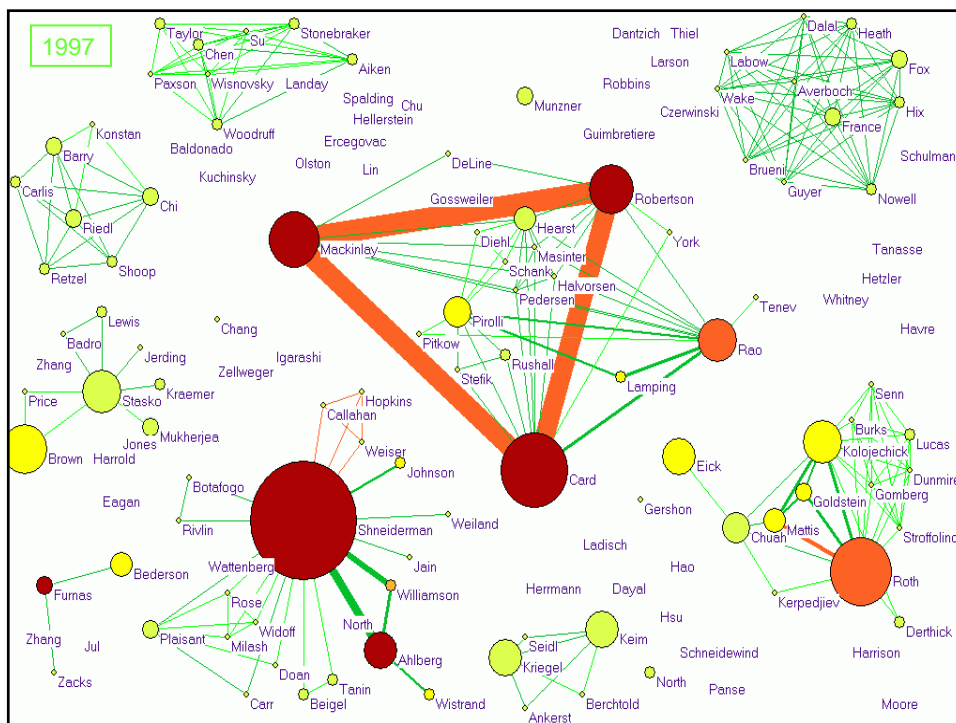 1997
Taylor
Su
Stonebraker
Chen
Aiken
Paxson
Wisnovsky
Landay
Woodruff
Spalding
Chu
Hellerstein
Ercegovac
Baldonado
Kuchinsky
Olston
Lin
Dantzich
Thiel
Larson
Robbins
Munzner
Czerwinski
Guimbretiere
Dalal
Heath
Labow
Fox
Wake
Averboch
Hix
France
Schulman
Brueni
Guyer
Nowell
Konstan
Barry
Carlis
Chi
Riedl
Retzel
Shoop
DeLine
Gossweiler
Robertson
Mackinlay
Hearst
Diehl
Masinter
York
Schank
Halvorsen
Pedersen
Pirolli
Pitkow
Rushall
Stefik
Lamping
Rao
Tenev
Card
Tanasse
Hetzler
Whitney
Havre
Lewis
Badro
Zhang
Jerding
Price
Stasko
Kraemer
Jones
Mukherjea
Brown
Harrold
Eagan
Chang
Igarashi
Zellweger
Hopkins
Callahan
Weiser
Johnson
Botafogo
Rivlin
Shneiderman
Weiland
Wattenberg
Jain
Williamson
Rose
Widoff
Milash
Plaisant
North
Ahlberg
Doan
Tanin
Carr
Beigel
Wistrand
Bederson
Furnas
Zhang
Jul
Zacks
Senn
Burks
Lucas
Kolojechick
Dunmire
Goldstein
Gomberg
Eick
Mattis
Stroffolino
Chuah
Roth
Kerpedjiev
Derthick
Harrison
Gershon
Ladisch
Hao
Herrmann
Dayal
Hsu
Seidl
Keim
Kriegel
Schneidewind
North
Panse
Berchtold
Ankerst
Moore